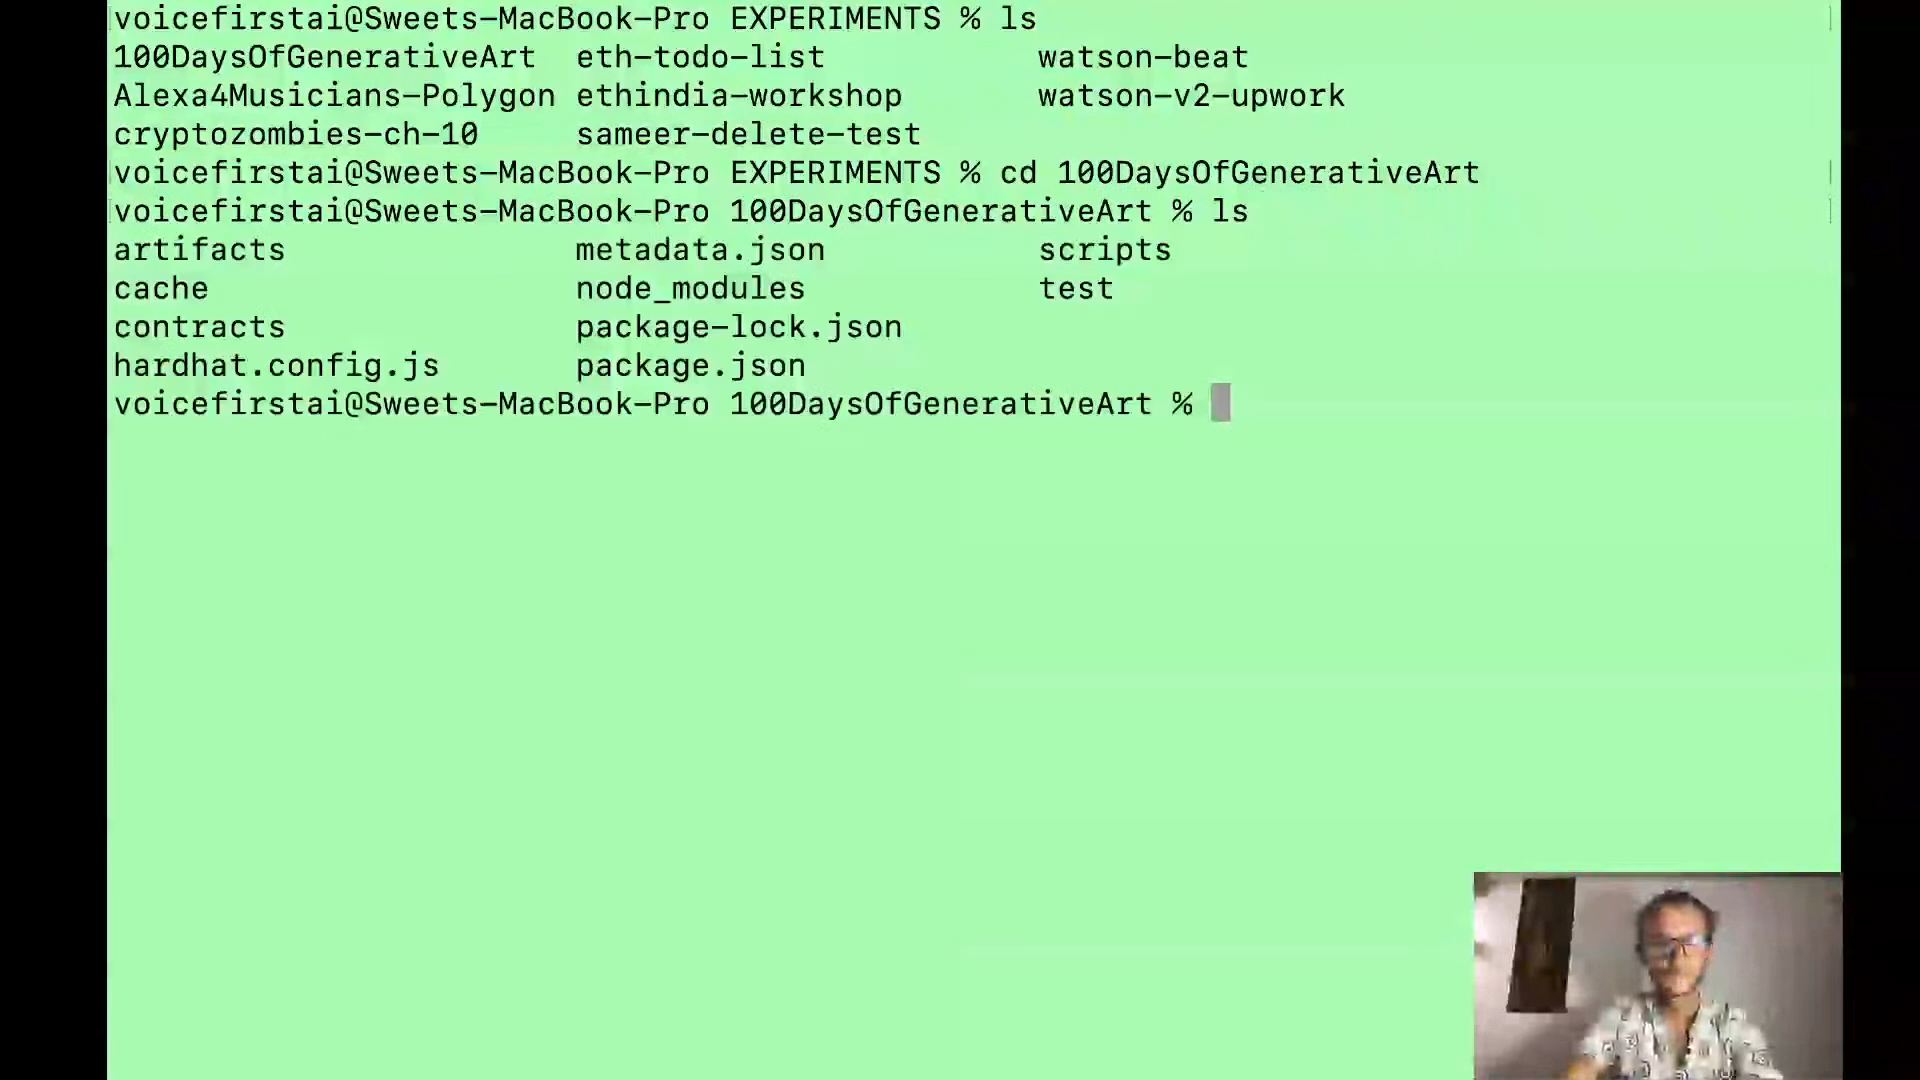 voicefirstai@Sweets-MacBook-Pro EXPERIMENTS % ls
100DaysOfGenerativeArt eth-todo-list watson-beat
Alexa4Musicians-Polygon ethindia-workshop watson-v2-upwork
cryptozombies-ch-10 sameer-delete-test
voicefirstai@Sweets-MacBook-Pro EXPERIMENTS % cd 100DaysOfGenerativeArt
voicefirstai@Sweets-MacBook-Pro 100DaysOfGenerativeArt % ls
artifacts metadata.json scripts
cache node_modules test
contracts package-lock.json
hardhat.config.js package.json
voicefirstai@Sweets-MacBook-Pro 100DaysOfGenerativeArt %